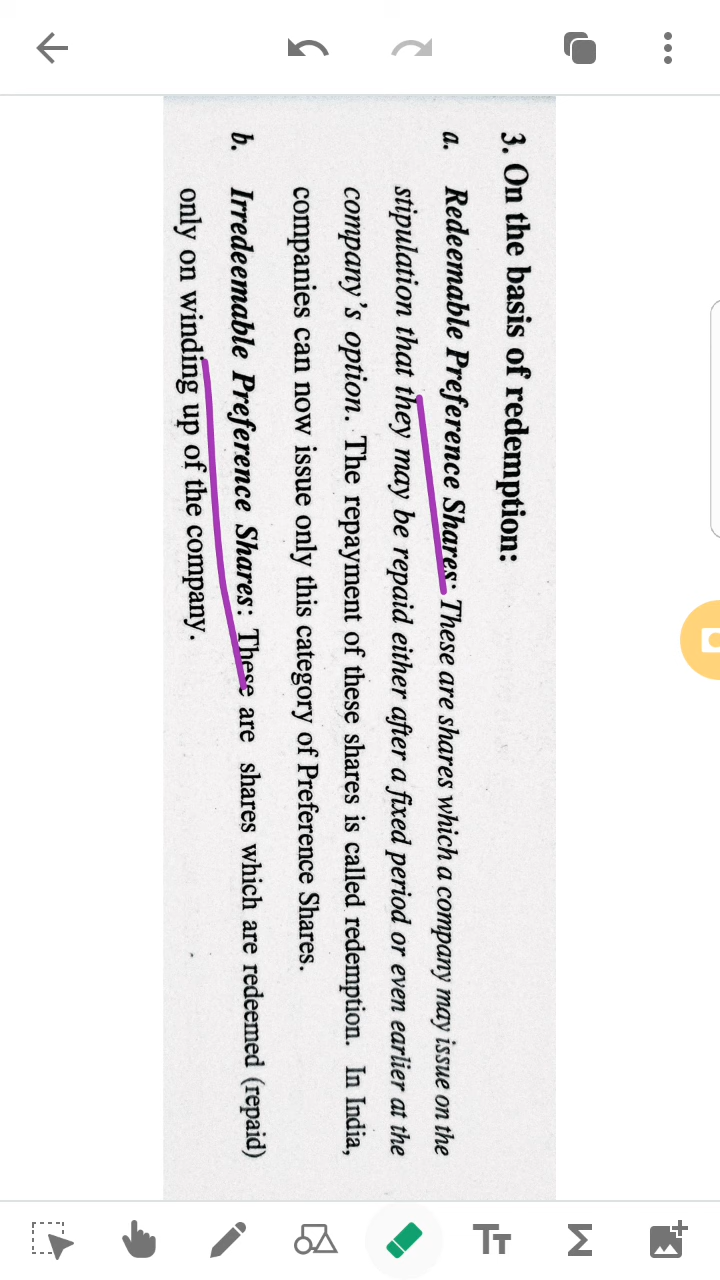 3. On the basis of redemption:
a. Redeemable Preference Shares: These are shares which a company may issue on the
stipulation that they may be repaid either after a fixed period or even earlier at the
company's option. The repayment of these shares is called redemption. In India,
companies can now issue only this category of Preference Shares.
b. Irredeemable Preference Shares: These are shares which are redeemed (repaid)
only on winding up of the company.
TT